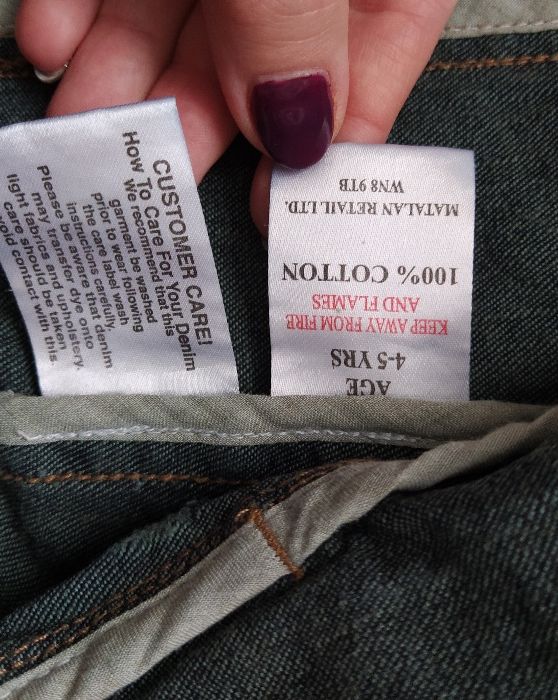 CUSTOMER CARE!
How To Care For Your Denim
We recommend that this
garment be washed
prior to wear following
the care label wash
instructions carefully.
Please be aware that denim
may transfer dye onto
light fabrics and upholstery.
care should be taken
avoid contact with this.
AGE
4-5 YRS
KEEP AWAY FROM FIRE
AND FLAMES
100% COTTON
MATALAN RETAIL LTD.
WN8 9TB